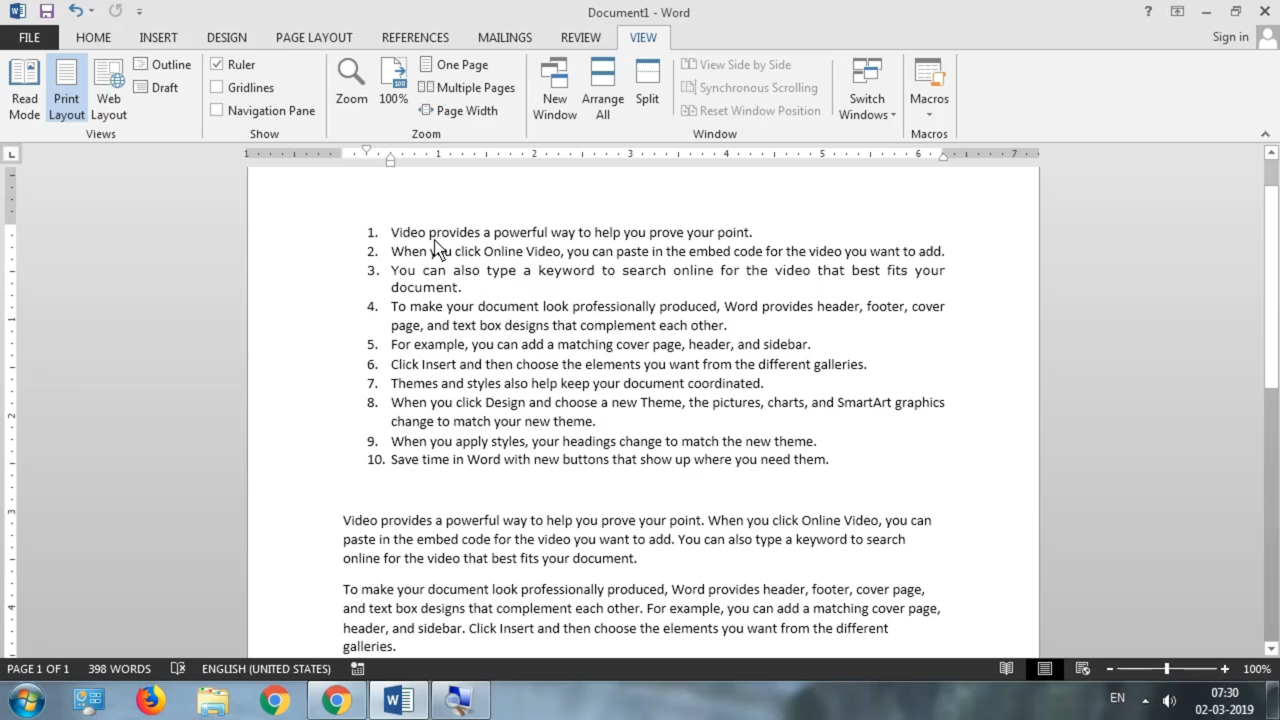 Document1 - Word
FILE HOME INSERT DESIGN PAGE LAYOUT REFERENCES MAILINGS REVIEW VIEW Sign in
Read Mode
Print Layout
Web Layout
Outline
Draft
Views
Ruler
Gridlines
Navigation Pane
Show
Zoom
100%
One Page
Multiple Pages
Page Width
Zoom
New Window
Arrange All
Split
View Side by Side
Synchronous Scrolling
Reset Window Position
Window
Switch Windows
Macros
Macros
1 1 2 3 4 5 6 7
1. Video provides a powerful way to help you prove your point.
2. When you click Online Video, you can paste in the embed code for the video you want to add.
3. You can also type a keyword to search online for the video that best fits your
document.
4. To make your document look professionally produced, Word provides header, footer, cover
page, and text box designs that complement each other.
5. For example, you can add a matching cover page, header, and sidebar.
6. Click Insert and then choose the elements you want from the different galleries.
7. Themes and styles also help keep your document coordinated.
8. When you click Design and choose a new Theme, the pictures, charts, and SmartArt graphics
change to match your new theme.
9. When you apply styles, your headings change to match the new theme.
10. Save time in Word with new buttons that show up where you need them.
Video provides a powerful way to help you prove your point. When you click Online Video, you can
paste in the embed code for the video you want to add. You can also type a keyword to search
online for the video that best fits your document.
To make your document look professionally produced, Word provides header, footer, cover page,
and text box designs that complement each other. For example, you can add a matching cover page,
header, and sidebar. Click Insert and then choose the elements you want from the different
galleries.
PAGE 1 OF 1 398 WORDS ENGLISH (UNITED STATES) 100%
EN 07:30
02-03-2019